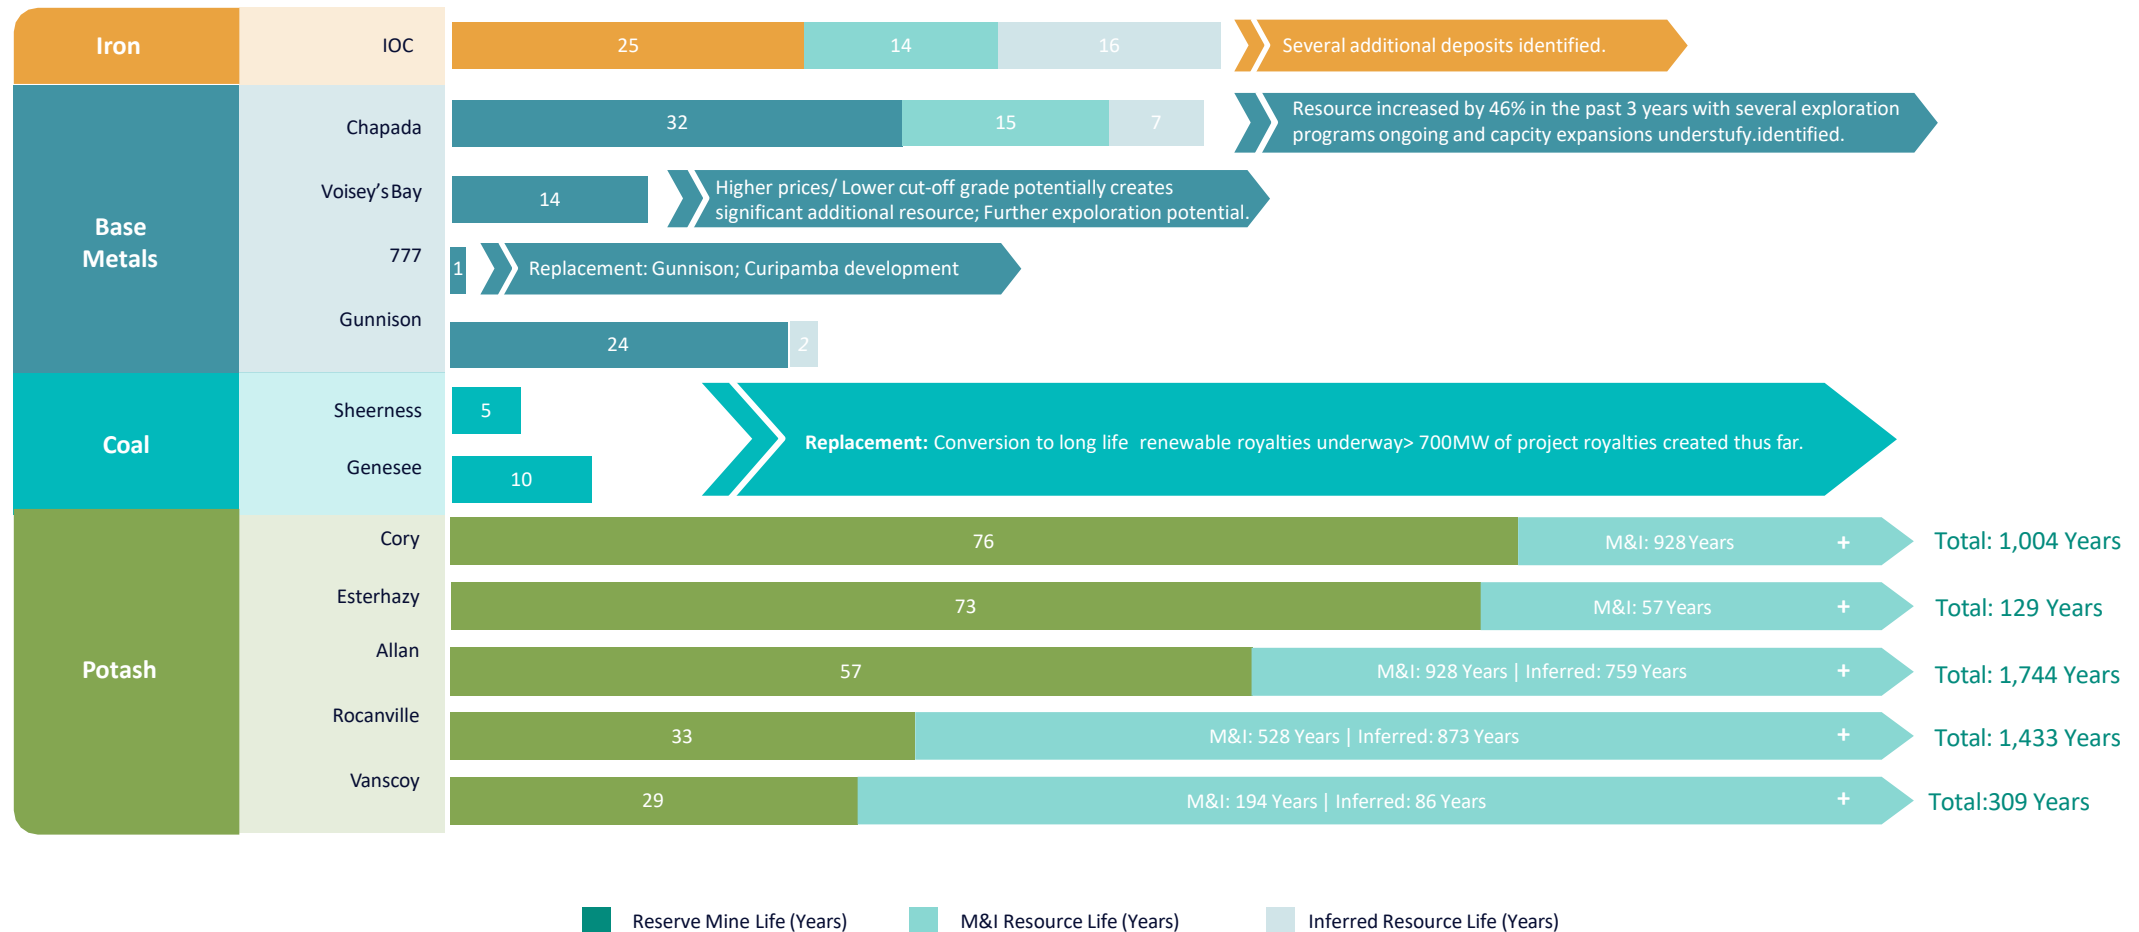 Iron
IOC
25
14
16
Several additional deposits identified.
Base
Metals
Chapada
32
15
7
Resource increased by 46% in the past 3 years with several exploration
programs ongoing and capcity expansions understufy.identified.
Voisey's Bay
14
Higher prices/ Lower cut-off grade potentially creates
significant additional resource; Further expoloration potential.
777
1
Replacement: Gunnison; Curipamba development
Gunnison
24
2
Coal
Sheerness
5
Genesee
10
Replacement: Conversion to long life renewable royalties underway> 700MW of project royalties created thus far.
Potash
Cory
76
M&I: 928 Years
+
Total: 1,004 Years
Esterhazy
73
M&I: 57 Years
+
Total: 129 Years
Allan
57
M&I: 928 Years | Inferred: 759 Years
+
Total: 1,744 Years
Rocanville
33
M&I: 528 Years | Inferred: 873 Years
+
Total: 1,433 Years
Vanscoy
29
M&I: 194 Years | Inferred: 86 Years
+
Total:309 Years
Reserve Mine Life (Years)
M&I Resource Life (Years)
Inferred Resource Life (Years)